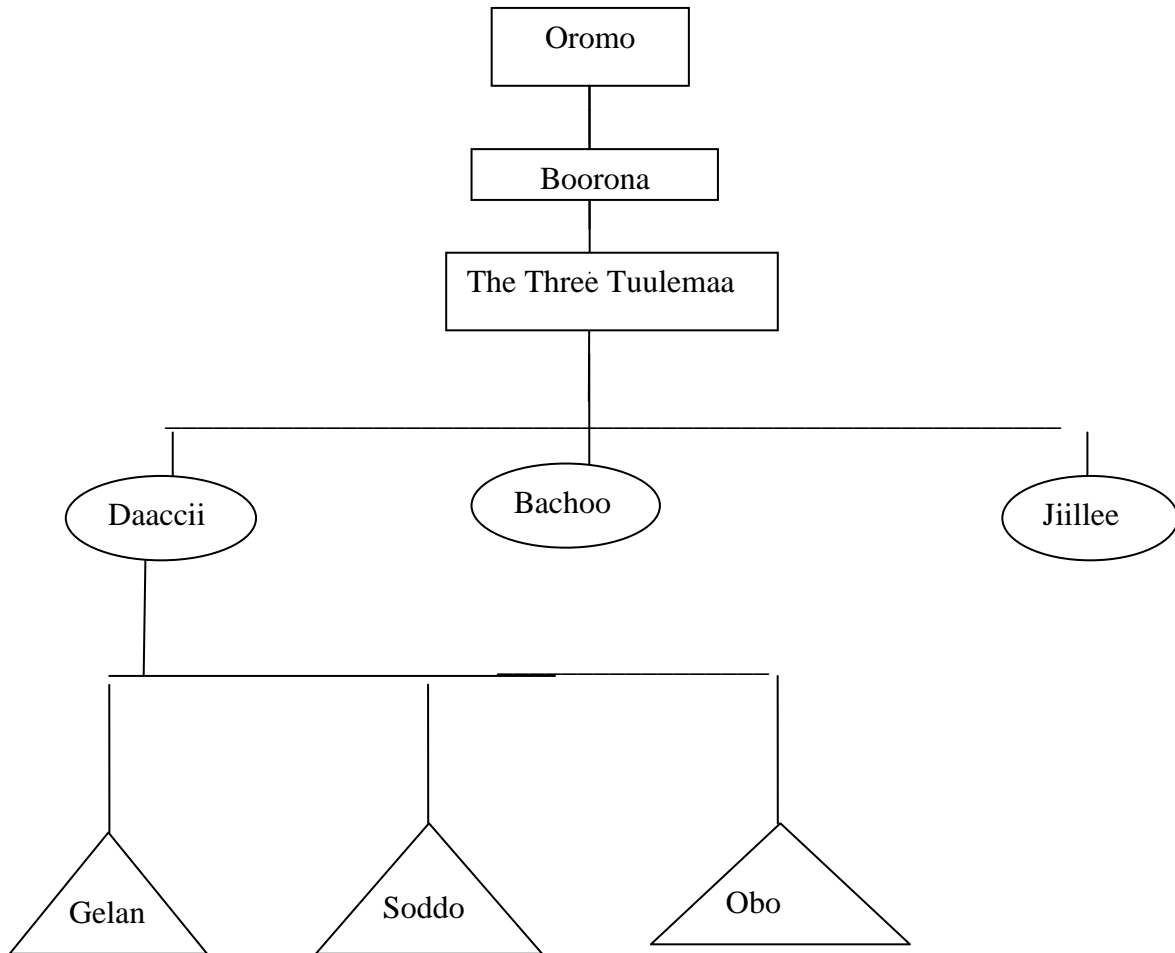 Oromo
Boorona
The Three Tuulemaa
Daaccii
Bachoo
Jiillee
Gelan
Soddo
Obo